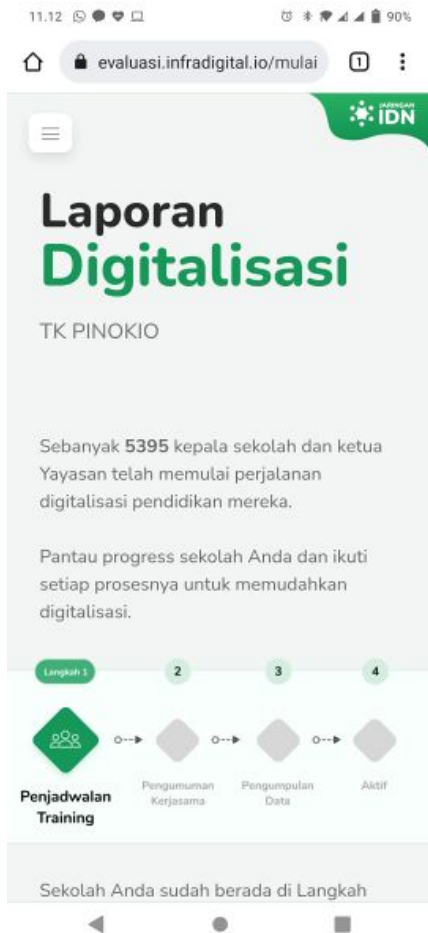 11.12
90%
evaluasi.infradigital.io/mulai
1
JARINGAN
IDN
Laporan
Digitalisasi
TK PINOKIO
Sebanyak 5395 kepala sekolah dan ketua
Yayasan telah memulai perjalanan
digitalisasi pendidikan mereka.
Pantau progress sekolah Anda dan ikuti
setiap prosesnya untuk memudahkan
digitalisasi.
Langkah 1
2
3
4
Penjadwalan
Training
Pengumuman
Kerjasama
Pengumpulan
Data
Aktif
Sekolah Anda sudah berada di Langkah